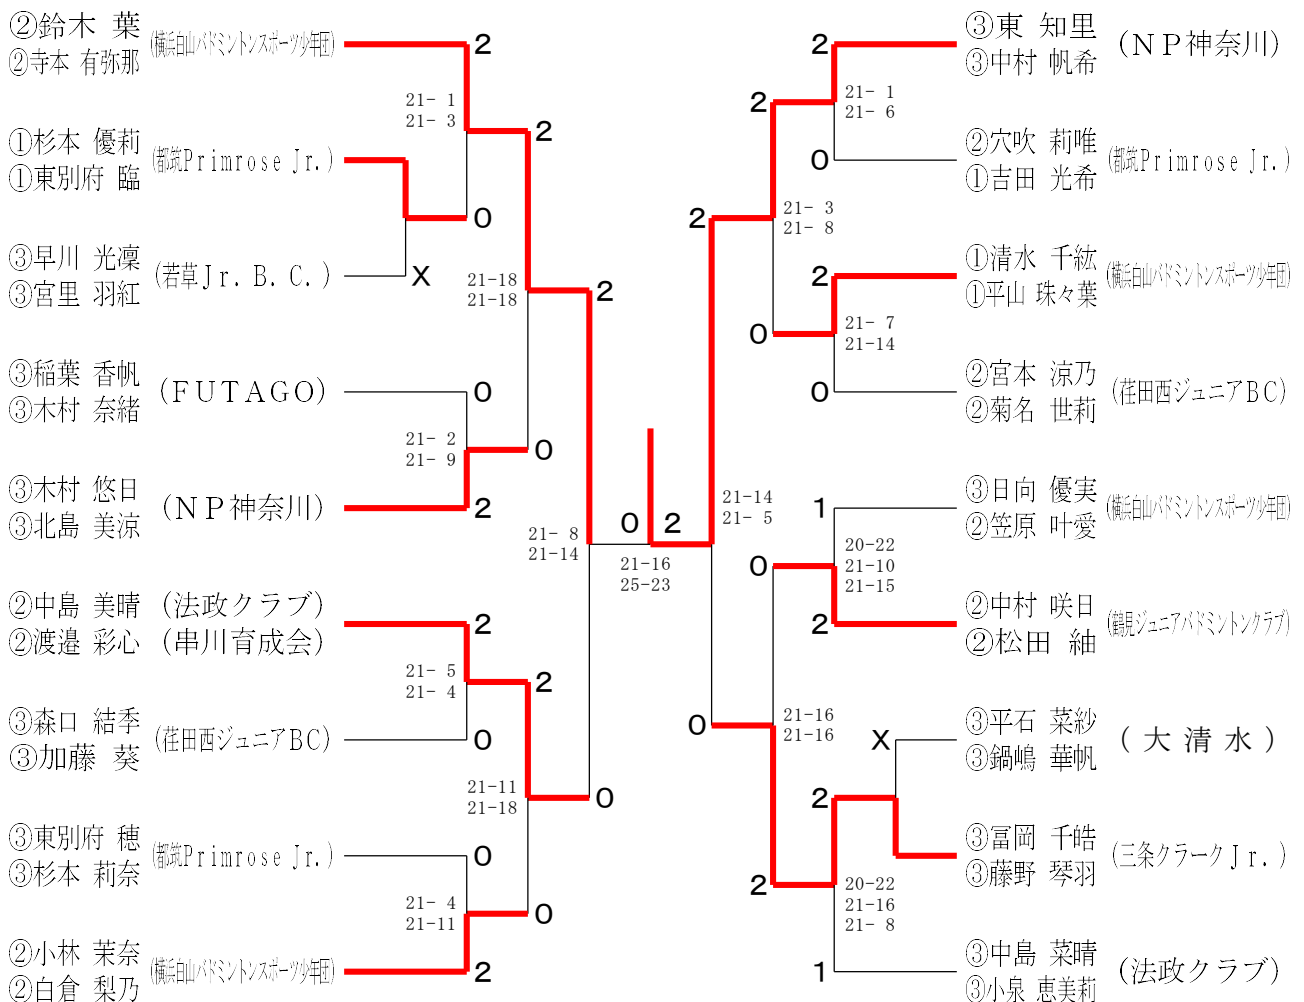 ②鈴木 葉
②寺本 有弥那
(横浜白山バドミントンスポーツ少年団)
2
21- 1
21- 3
2
①杉本 優莉
①東別府 臨
(都筑Primrose Jr.)
0
③早川 光凜
③宮里 羽紅
(若草Jr. B. C. )
X
21-18
21-18
2
③稲葉 香帆
③木村 奈緒
(FUTAGO)
0
21- 2
21- 9
0
③木村 悠日
③北島 美涼
(NP神奈川)
2
21- 8
21-14
②中島 美晴 (法政クラブ)
②渡邉 彩心 (串川育成会)
2
21- 5
21- 4
2
③森口 結季
③加藤 葵
(荏田西ジュニアBC)
0
21-11
21-18
0
③東別府 穂
③杉本 莉奈
(都筑Primrose Jr.)
0
21- 4
21-11
0
②小林 茉奈
②白倉 梨乃
(横浜白山バドミントンスポーツ少年団)
2
0 2
21-16
25-23
③東 知里
③中村 帆希
(NP神奈川)
2
21- 1
21- 6
2
②穴吹 莉唯
①吉田 光希
(都筑Primrose Jr.)
0
21- 3
21- 8
2
①清水 千紘
①平山 珠々葉
(横浜白山バドミントンスポーツ少年団)
2
21- 7
21-14
0
②宮本 涼乃
②菊名 世莉
(荏田西ジュニアBC)
0
21-14
21- 5
③日向 優実
②笠原 叶愛
(横浜白山バドミントンスポーツ少年団)
1
20-22
21-10
21-15
0
②中村 咲日
②松田 紬
(鶴見ジュニアバドミントンクラブ)
2
21-16
21-16
0
③平石 菜紗
③鍋嶋 華帆
(大清水)
X
2
③冨岡 千皓
③藤野 琴羽
(三条クラークJr. )
20-22
21-16
21- 8
2
③中島 菜晴
③小泉 恵美莉
(法政クラブ)
1